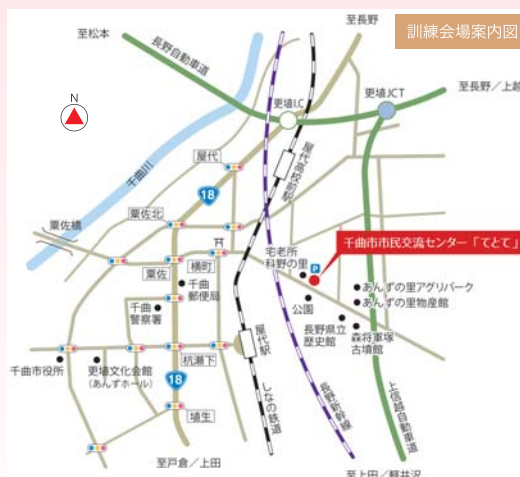 訓練会場案内図
至長野
至松本
長野自動車道
N
更埴I.C
更埴JCT
至長野／上越
千曲川
屋代
屋代高校前駅
18
粟佐橋
粟佐北
千曲市市民交流センター「てとて」
粟佐
横町
宅老所
科野の里
P
千曲
郵便局
あんずの里アグリパーク
あんずの里物産館
公園
千曲
警察署
長野県立
歴史館
森将軍塚
古墳館
屋代駅
千曲市役所
更埴文化会館
（あんずホール）
杭瀬下
18
しなの鉄道
長野新幹線
上信越自動車道
埴生
至戸倉／上田
至上田／軽井沢